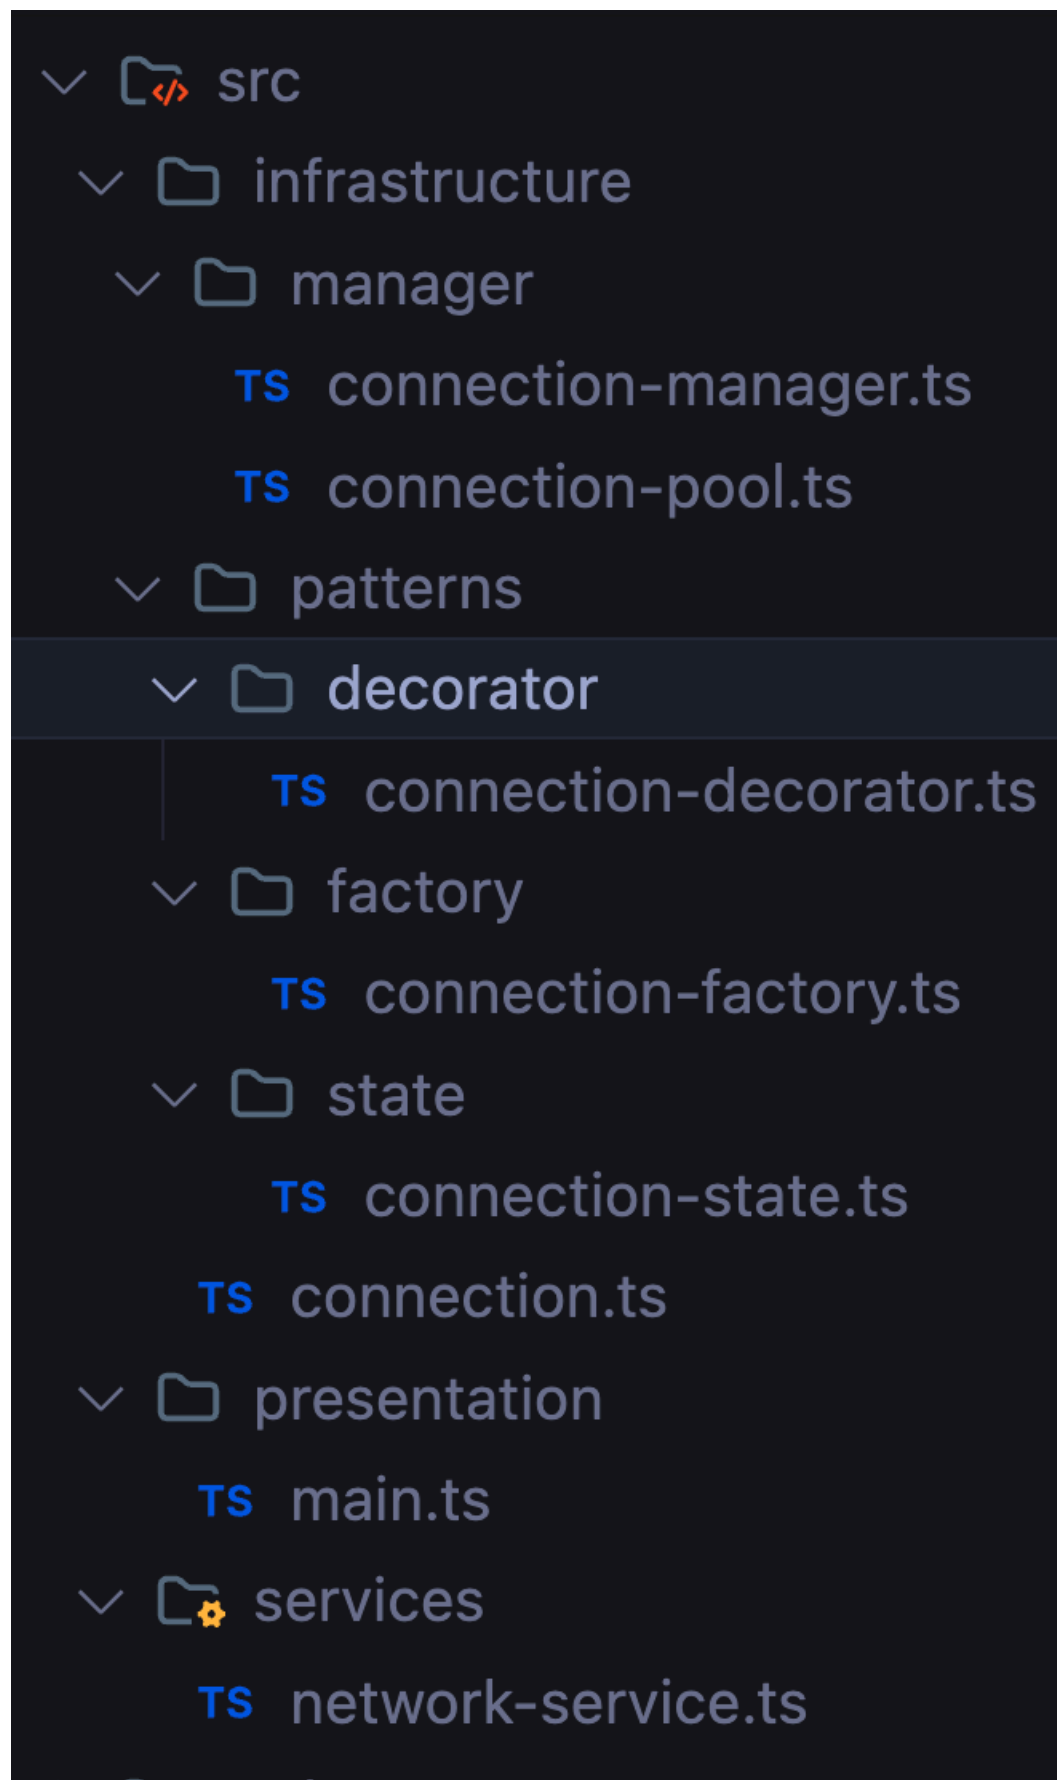 src
infrastructure
manager
TS connection-manager.ts
TS connection-pool.ts
patterns
decorator
TS connection-decorator.ts
factory
TS connection-factory.ts
state
TS connection-state.ts
TS connection.ts
presentation
TS main.ts
services
TS network-service.ts